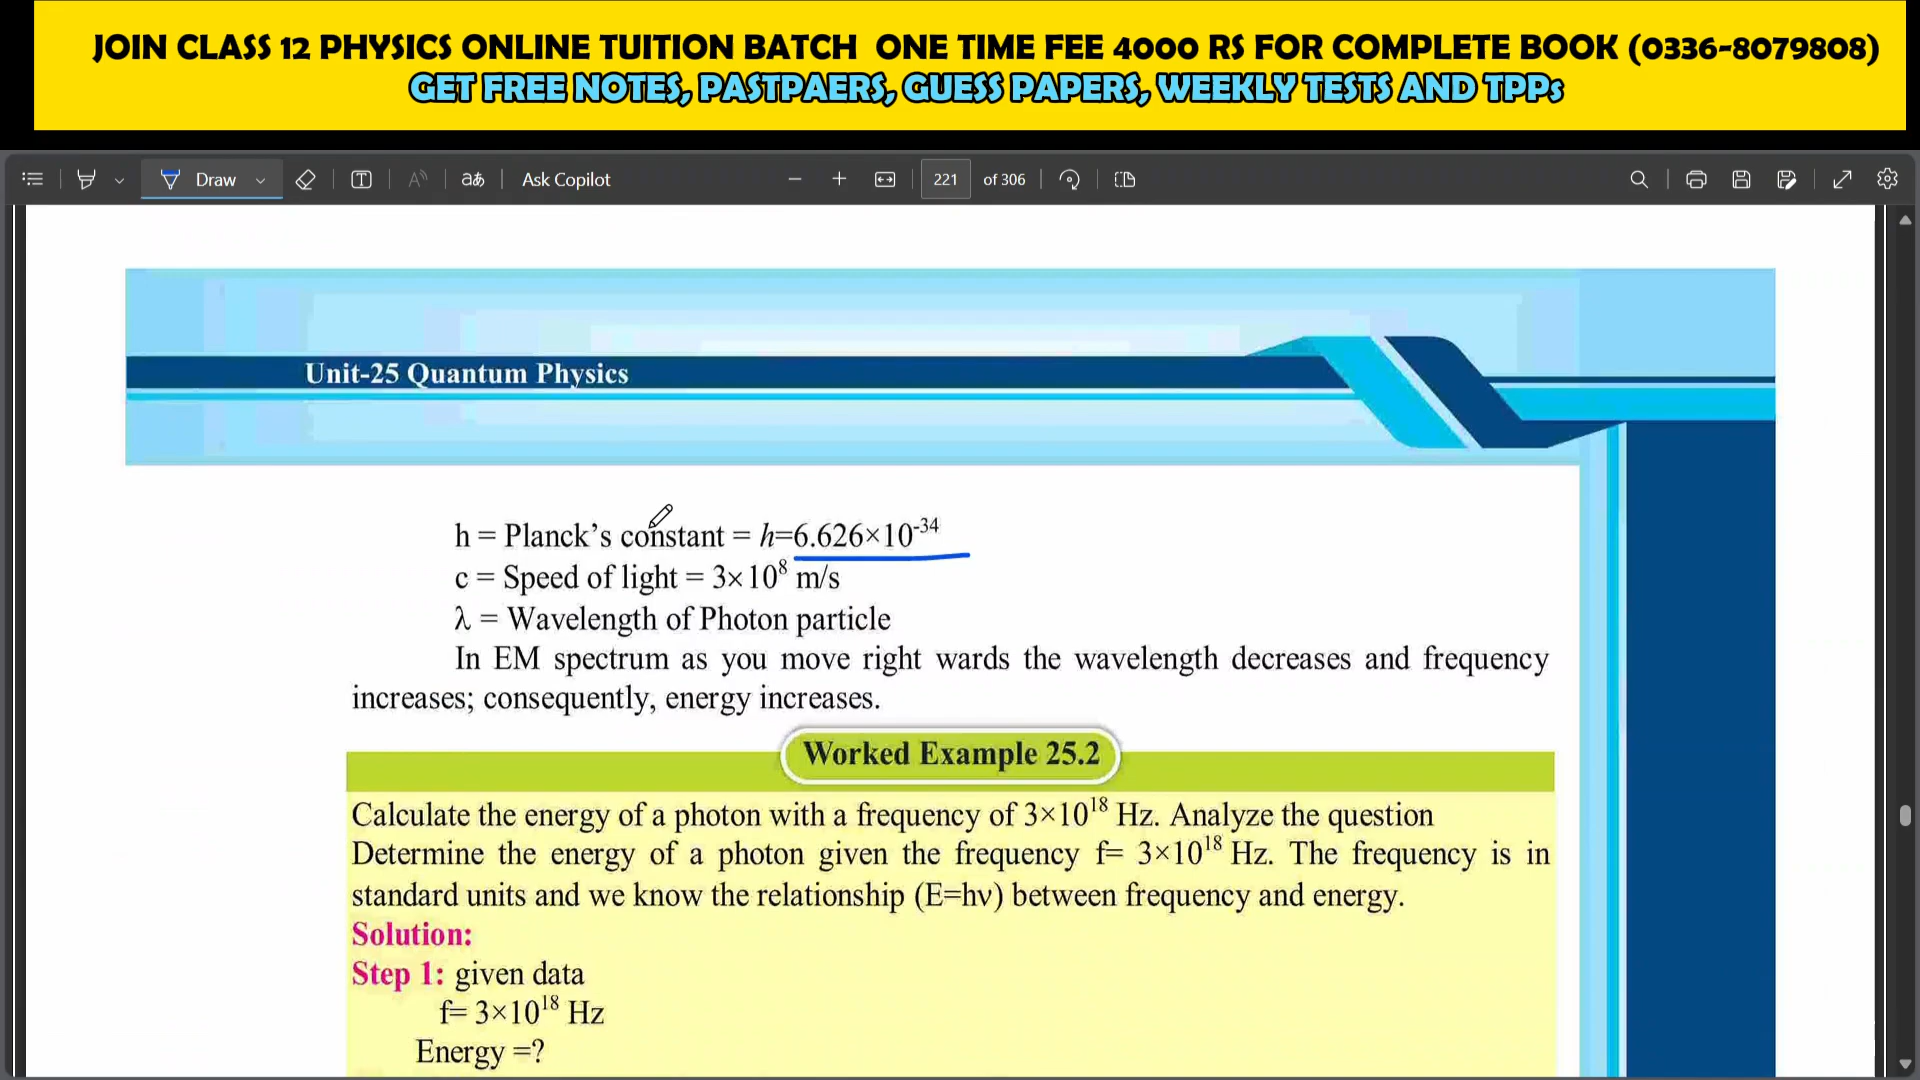 JOIN CLASS 12 PHYSICS ONLINE TUITION BATCH ONE TIME FEE 4000 RS FOR COMPLETE BOOK (0336-8079808)
GET FREE NOTES, PASTPAERS, GUESS PAPERS, WEEKLY TESTS AND TPPs
Draw aあ Ask Copilot 221 of 306
Unit-25 Quantum Physics
h = Planck’s constant = h=6.626×10⁻³⁴
c = Speed of light = 3×10⁸ m/s
λ = Wavelength of Photon particle
In EM spectrum as you move right wards the wavelength decreases and frequency
increases; consequently, energy increases.
Worked Example 25.2
Calculate the energy of a photon with a frequency of 3×10¹⁸ Hz. Analyze the question
Determine the energy of a photon given the frequency f= 3×10¹⁸ Hz. The frequency is in
standard units and we know the relationship (E=hν) between frequency and energy.
Solution:
Step 1: given data
f= 3×10¹⁸ Hz
Energy =?